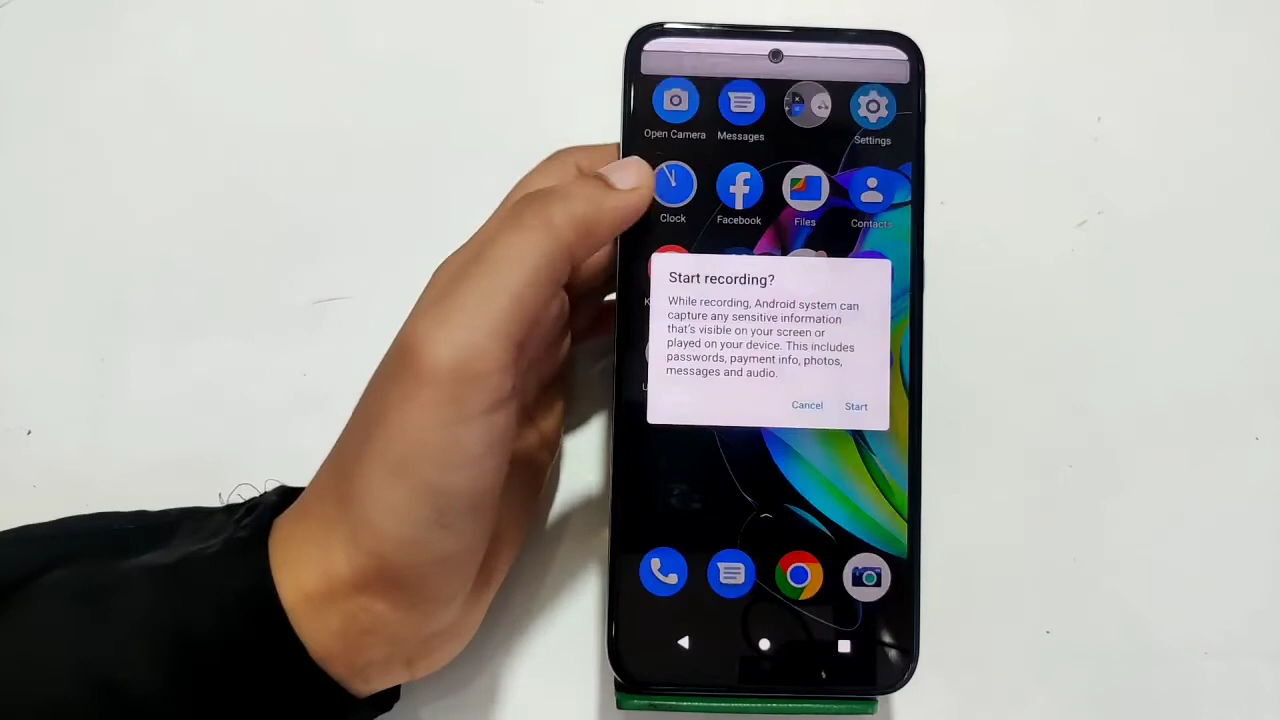 Open Camera
Messages
Settings
Clock
Facebook
Files
Contacts
K
Start recording?
While recording, Android system can
capture any sensitive information
that's visible on your screen or
played on your device. This includes
passwords, payment info, photos,
messages and audio.
U
Cancel
Start